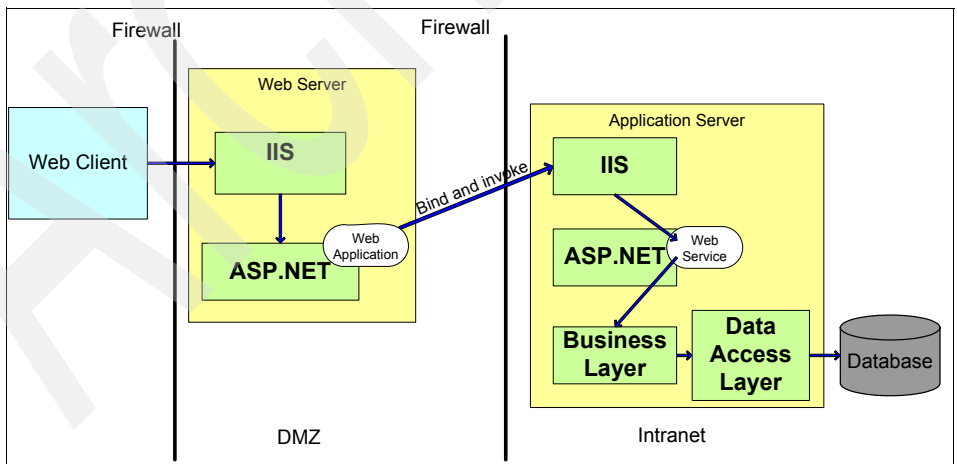 Firewall
Firewall
Web Server
Application Server
Web Client
IIS
IIS
Bind and invoke
Web
Application
ASP.NET
Web
Service
ASP.NET
Business
Layer
Data
Access
Layer
Database
DMZ
Intranet